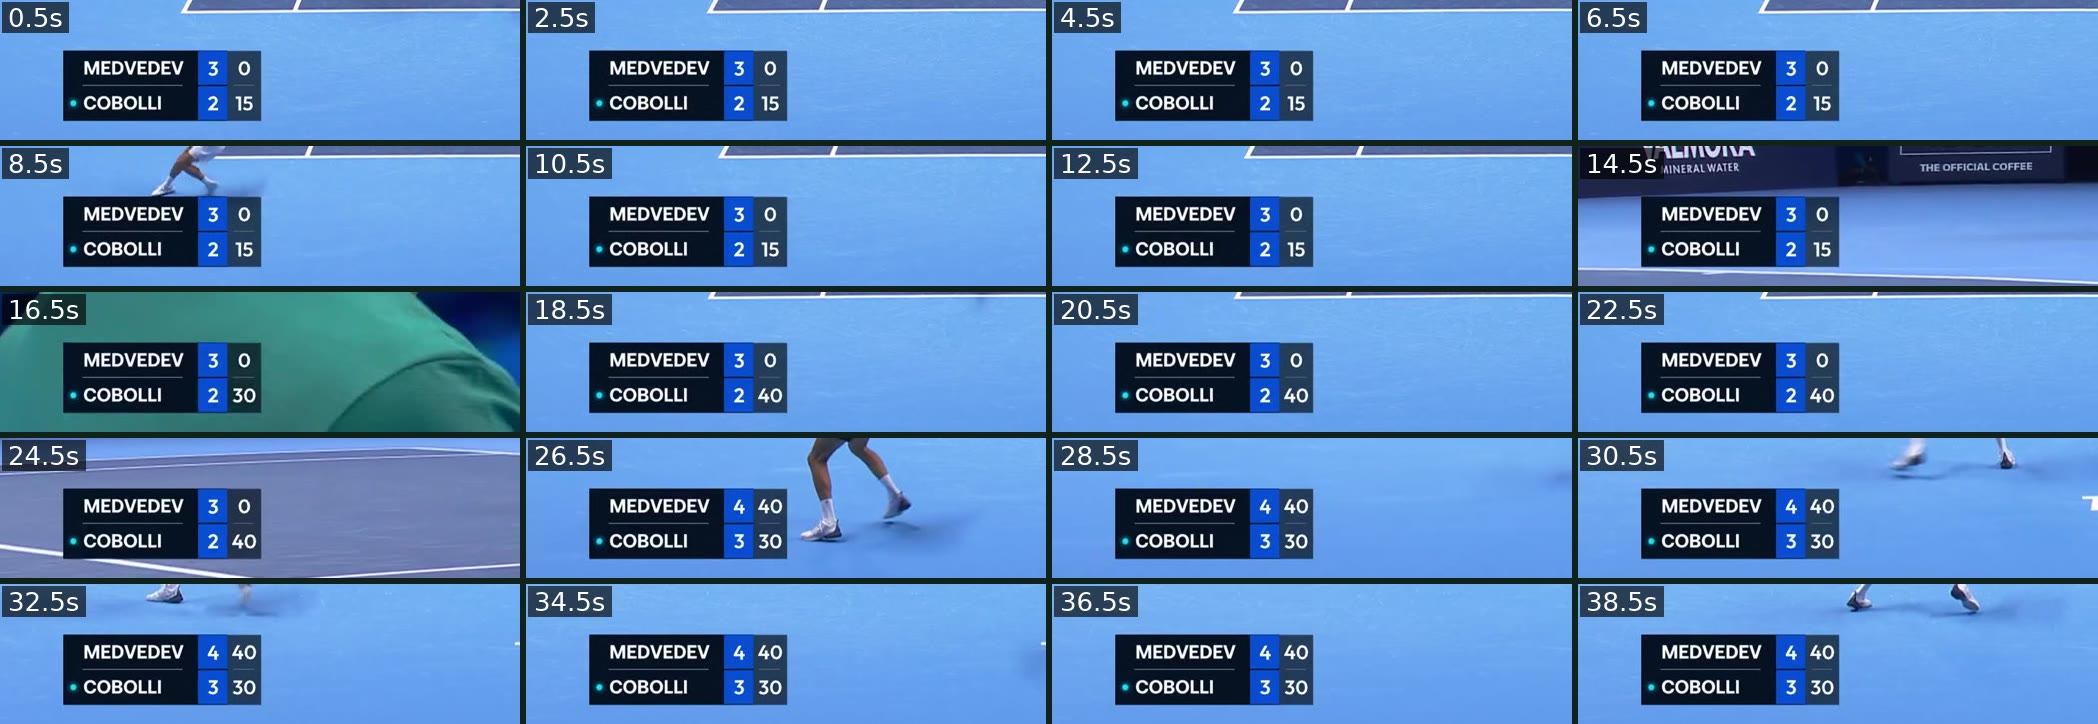 0.5s
MEDVEDEV 3 0
COBOLLI 2 15
2.5s
MEDVEDEV 3 0
COBOLLI 2 15
4.5s
MEDVEDEV 3 0
COBOLLI 2 15
6.5s
MEDVEDEV 3 0
COBOLLI 2 15
8.5s
MEDVEDEV 3 0
COBOLLI 2 15
10.5s
MEDVEDEV 3 0
COBOLLI 2 15
12.5s
MEDVEDEV 3 0
COBOLLI 2 15
14.5s
MINERAL WATER
THE OFFICIAL COFFEE
MEDVEDEV 3 0
COBOLLI 2 15
16.5s
MEDVEDEV 3 0
COBOLLI 2 30
18.5s
MEDVEDEV 3 0
COBOLLI 2 40
20.5s
MEDVEDEV 3 0
COBOLLI 2 40
22.5s
MEDVEDEV 3 0
COBOLLI 2 40
24.5s
MEDVEDEV 3 0
COBOLLI 2 40
26.5s
MEDVEDEV 4 40
COBOLLI 3 30
28.5s
MEDVEDEV 4 40
COBOLLI 3 30
30.5s
MEDVEDEV 4 40
COBOLLI 3 30
32.5s
MEDVEDEV 4 40
COBOLLI 3 30
34.5s
MEDVEDEV 4 40
COBOLLI 3 30
36.5s
MEDVEDEV 4 40
COBOLLI 3 30
38.5s
MEDVEDEV 4 40
COBOLLI 3 30